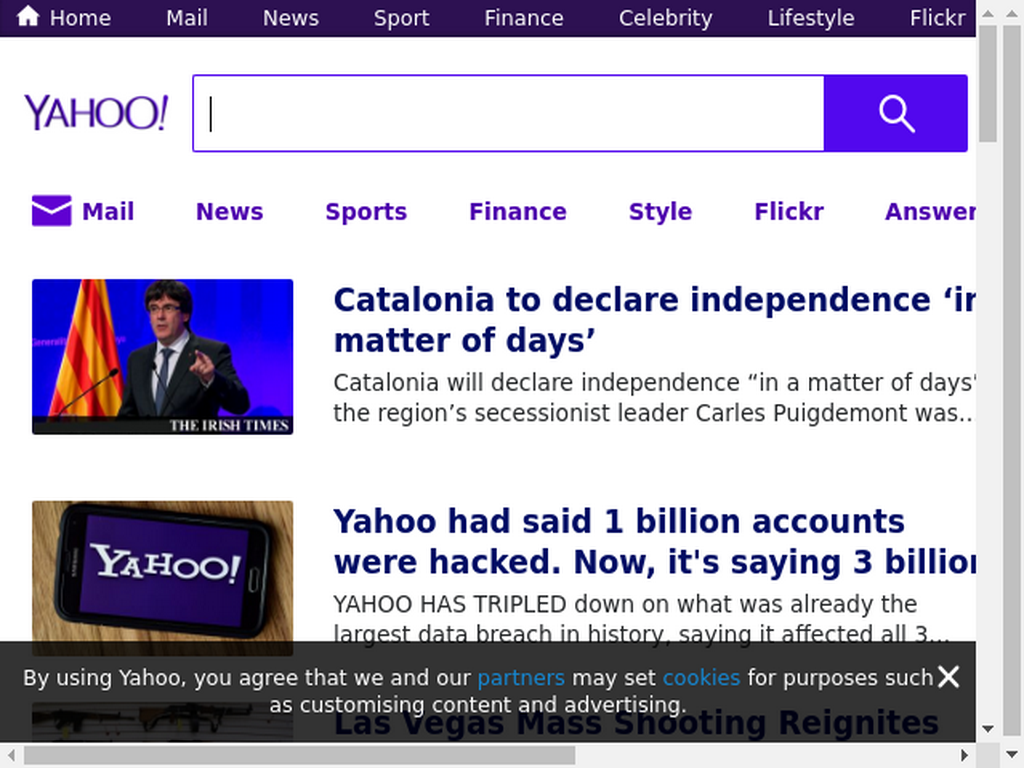 Home Mail News Sport Finance Celebrity Lifestyle Flickr
YAHOO!
Mail News Sports Finance Style Flickr Answer
Catalonia to declare independence ‘in
matter of days’
Catalonia will declare independence “in a matter of days”
the region’s secessionist leader Carles Puigdemont was…
THE IRISH TIMES
YAHOO!
Yahoo had said 1 billion accounts
were hacked. Now, it's saying 3 billion
YAHOO HAS TRIPLED down on what was already the
largest data breach in history, saying it affected all 3…
By using Yahoo, you agree that we and our partners may set cookies for purposes such
as customising content and advertising.
Las Vegas Mass Shooting Reignites